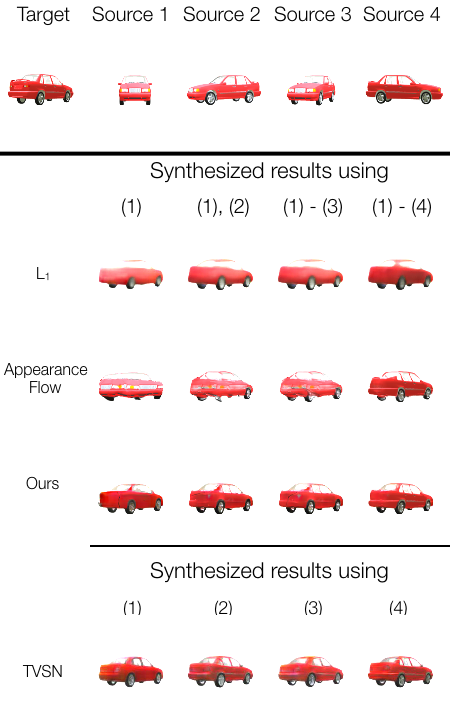 Target Source 1 Source 2 Source 3 Source 4
Synthesized results using
(1) (1), (2) (1) - (3) (1) - (4)
L₁
Appearance
Flow
Ours
Synthesized results using
(1) (2) (3) (4)
TVSN